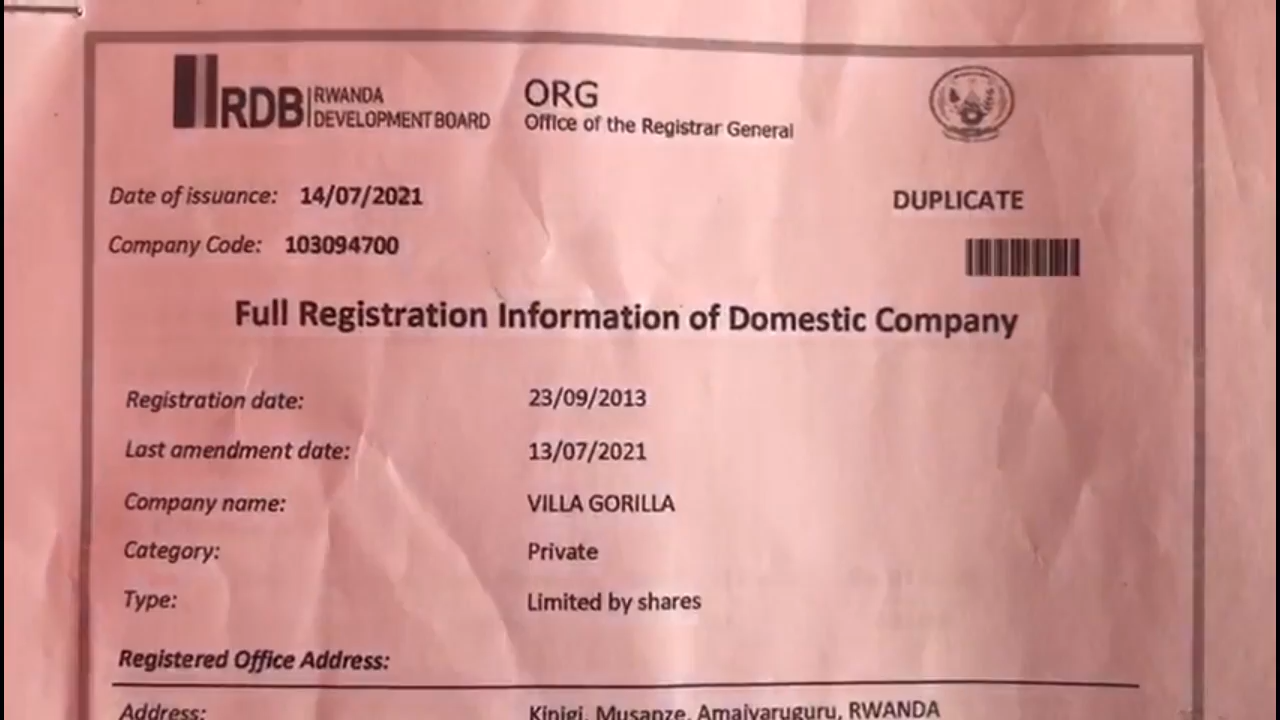 RDB RWANDA DEVELOPMENT BOARD
ORG
Office of the Registrar General
Date of issuance: 14/07/2021
DUPLICATE
Company Code: 103094700
Full Registration Information of Domestic Company
Registration date: 23/09/2013
Last amendment date: 13/07/2021
Company name: VILLA GORILLA
Category: Private
Type: Limited by shares
Registered Office Address:
Address: Kinigi, Musanze, Amajyaruguru, RWANDA